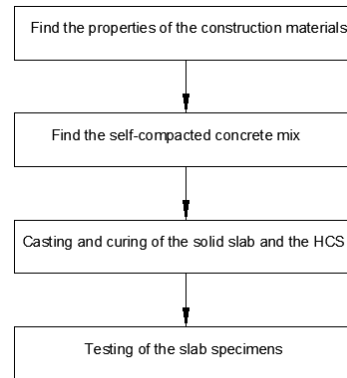 Find the properties of the construction materials
Find the self-compacted concrete mix
Casting and curing of the solid slab and the HCS
Testing of the slab specimens